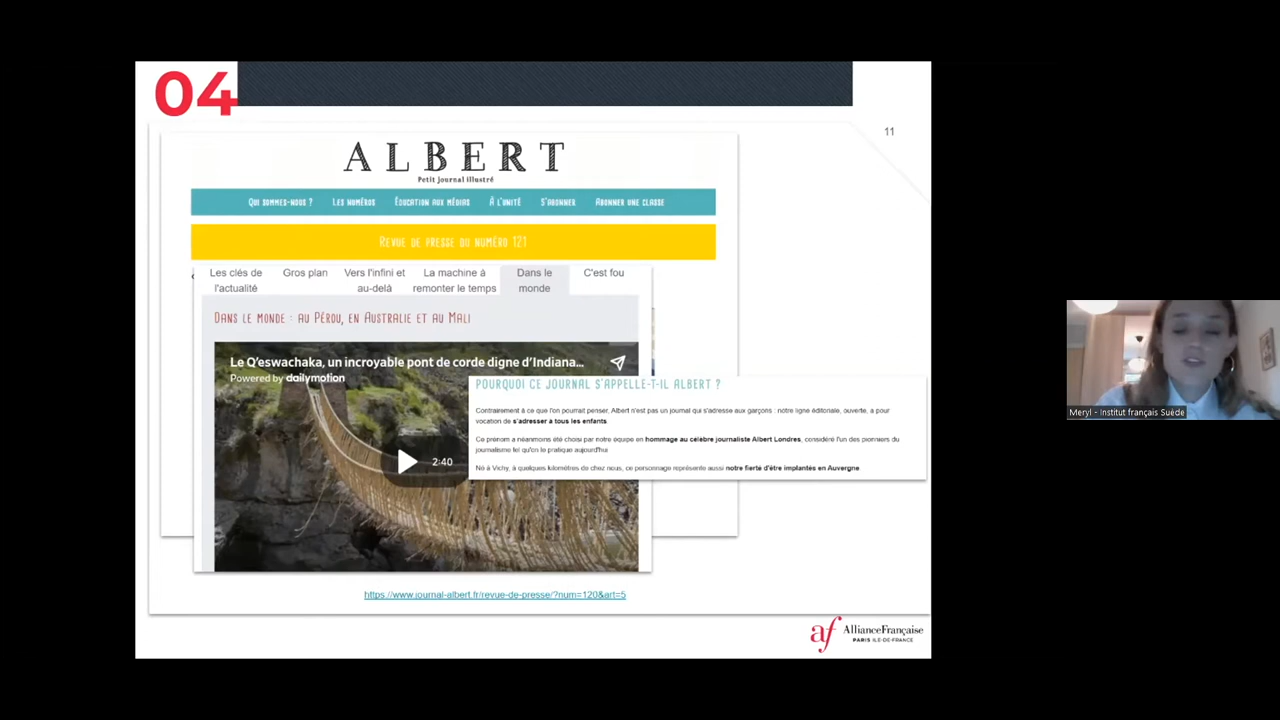 04
11
ALBERT
Petit journal illustré
Qui sommes-nous ? Les numéros Éducation aux médias À l'unité S'abonner Abonner une classe
Revue de presse du numéro 121
Les clés de l'actualité
Gros plan
Vers l'infini et au-delà
La machine à remonter le temps
Dans le monde
C'est fou
Dans le monde : au Pérou, en Australie et au Mali
Le Q'eswachaka, un incroyable pont de corde digne d'Indiana...
Powered by dailymotion
2:40
POURQUOI CE JOURNAL S'APPELLE-T-IL ALBERT ?
Contrairement à ce que l'on pourrait penser, Albert n'est pas un journal qui s'adresse aux garçons : notre ligne éditoriale, ouverte, a pour
vocation de s'adresser à tous les enfants.
Ce prénom a néanmoins été choisi par notre équipe en hommage au célèbre journaliste Albert Londres, considéré l'un des pionniers du
journalisme tel qu'on le pratique aujourd'hui
Né à Vichy, à quelques kilomètres de chez nous, ce personnage représente aussi notre fierté d'être implantés en Auvergne
https://www.journal-albert.fr/revue-de-presse/?num=120&art=5
af AllianceFrançaise
PARIS ILE-DE-FRANCE
Meryl - Institut français Suède